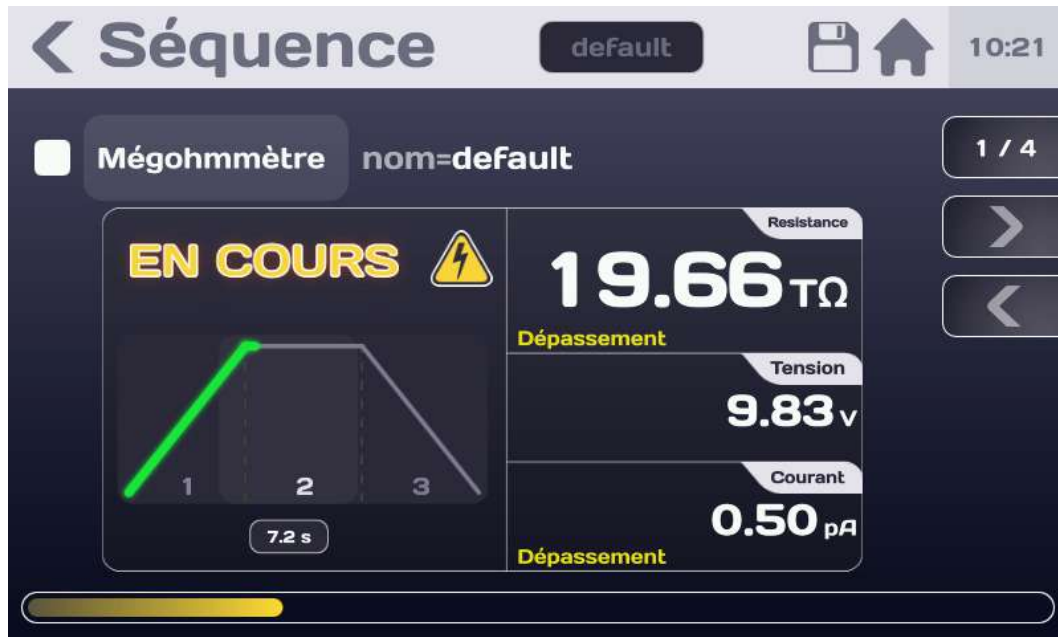 Séquence
default
10:21
Mégohmmètre
nom=default
1 / 4
EN COURS
Resistance
19.66 TΩ
Dépassement
Tension
9.83 V
Courant
0.50 pA
Dépassement
1
2
3
7.2 s